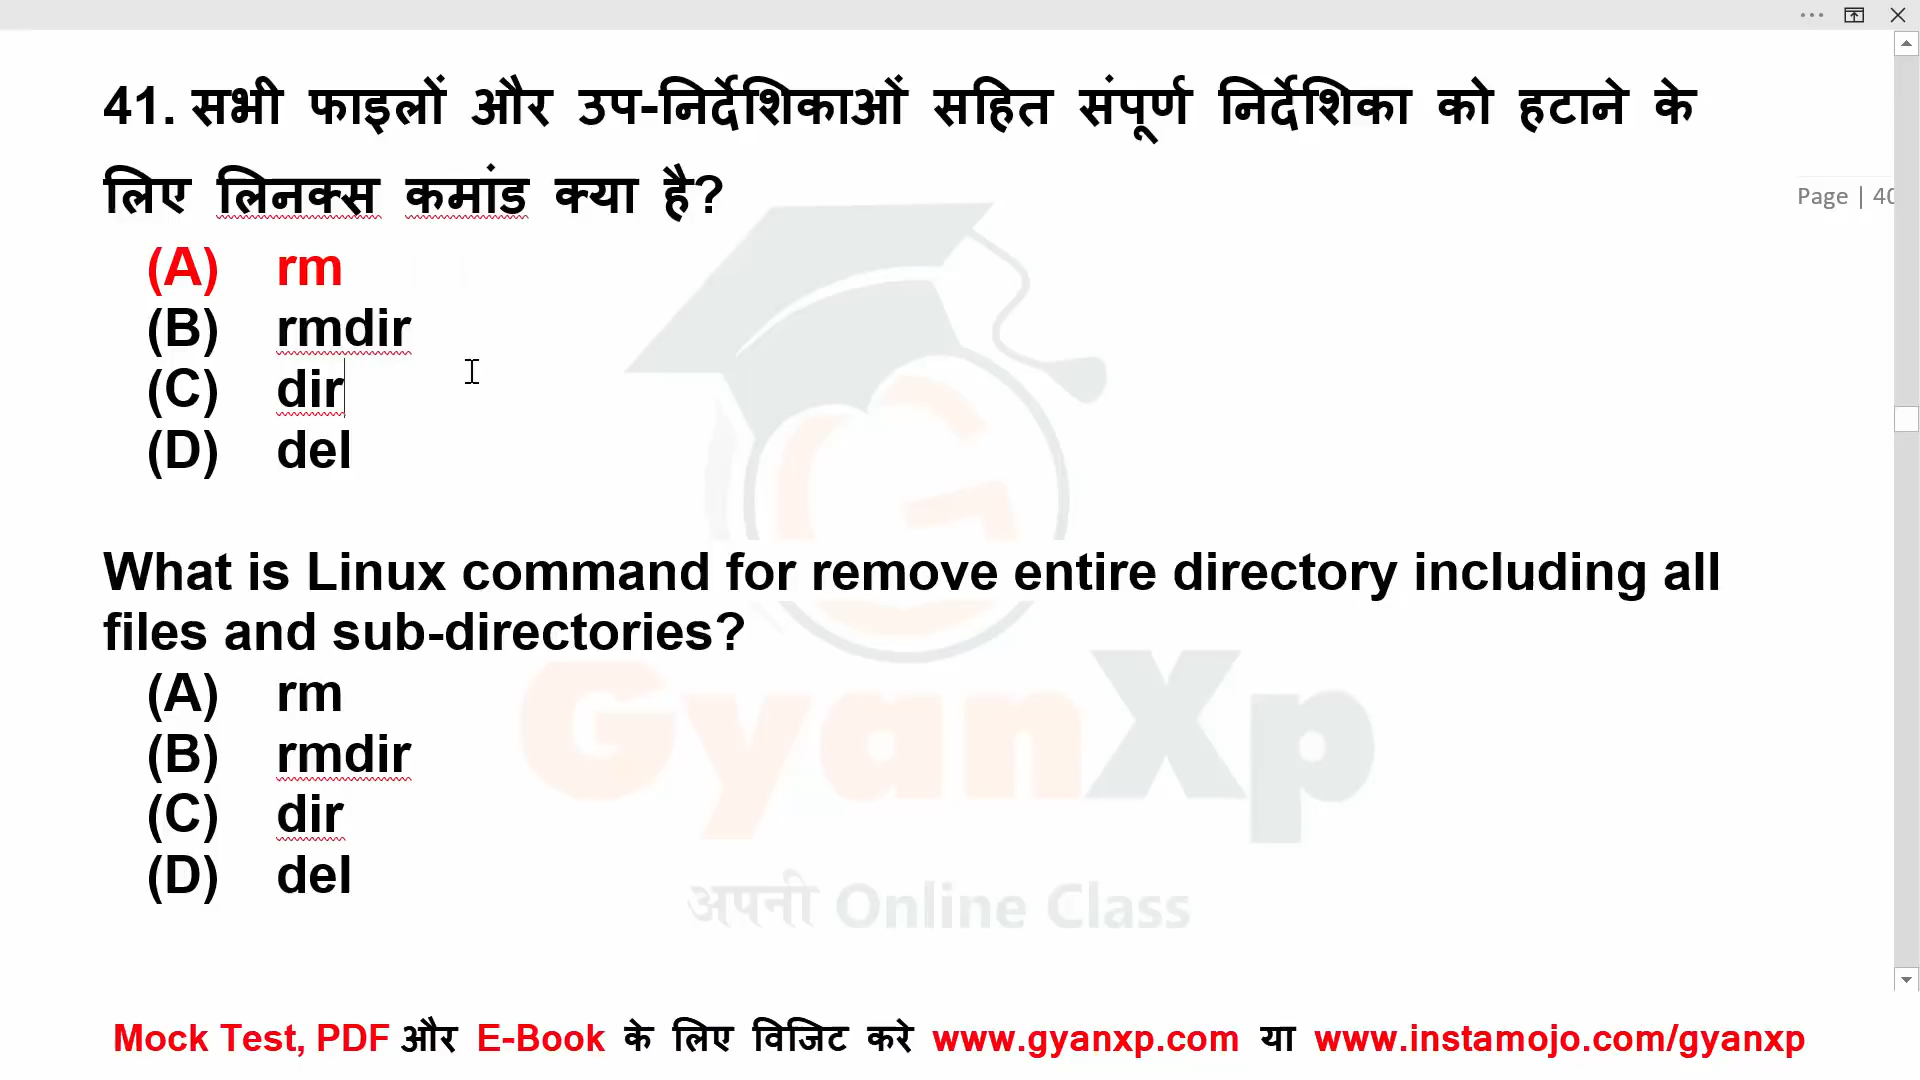 41. सभी फाइलों और उप-निर्देशिकाओं सहित संपूर्ण निर्देशिका को हटाने के
लिए लिनक्स कमांड क्या है?
Page | 40
(A) rm
(B) rmdir
(C) dir
(D) del
What is Linux command for remove entire directory including all
files and sub-directories?
(A) rm
(B) rmdir
(C) dir
(D) del
GyanXp
अपनी Online Class
Mock Test, PDF और E-Book के लिए विजिट करे www.gyanxp.com या www.instamojo.com/gyanxp